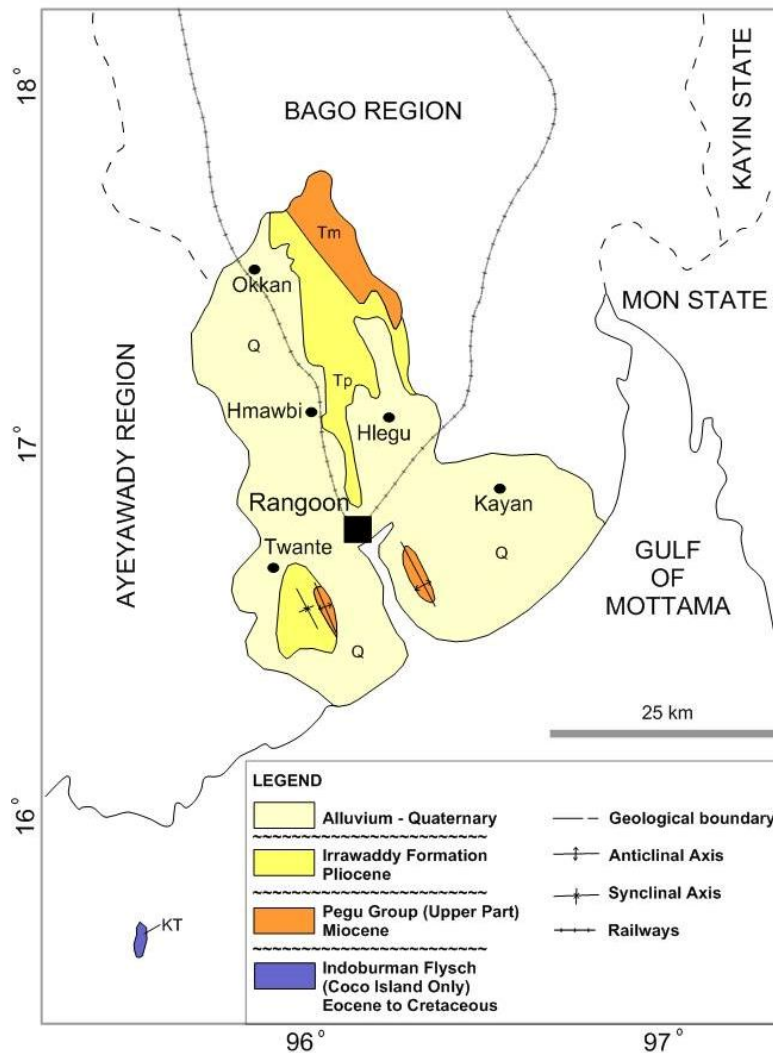 18°
BAGO REGION
KAYIN STATE
Tm
Okkan
MON STATE
Q
AYEYAWADY REGION
Tp
Hmawbi
Hlegu
17°
Rangoon
Kayan
Twante
Q
GULF
OF
MOTTAMA
Q
25 km
16°
LEGEND
Alluvium - Quaternary
Irrawaddy Formation
Pliocene
Pegu Group (Upper Part)
Miocene
Indoburman Flysch
(Coco Island Only)
Eocene to Cretaceous
Geological boundary
Anticlinal Axis
Synclinal Axis
Railways
KT
96°
97°